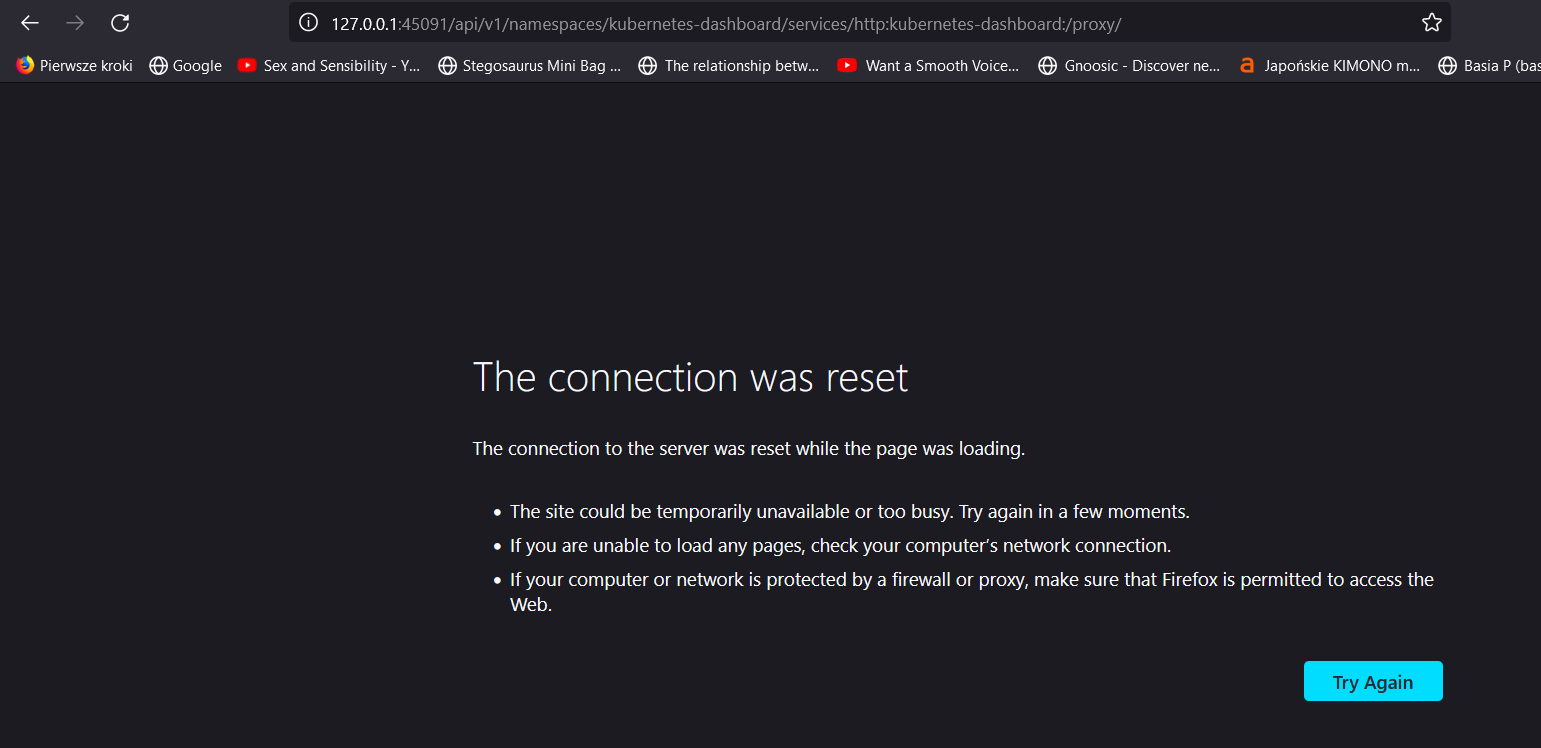 127.0.0.1:45091/api/v1/namespaces/kubernetes-dashboard/services/http:kubernetes-dashboard:/proxy/
Pierwsze kroki Google Sex and Sensibility - Y... Stegosaurus Mini Bag ... The relationship betw... Want a Smooth Voice... Gnoosic - Discover ne... a Japońskie KIMONO m... Basia P (bas
The connection was reset
The connection to the server was reset while the page was loading.
• The site could be temporarily unavailable or too busy. Try again in a few moments.
• If you are unable to load any pages, check your computer’s network connection.
• If your computer or network is protected by a firewall or proxy, make sure that Firefox is permitted to access the
Web.
Try Again